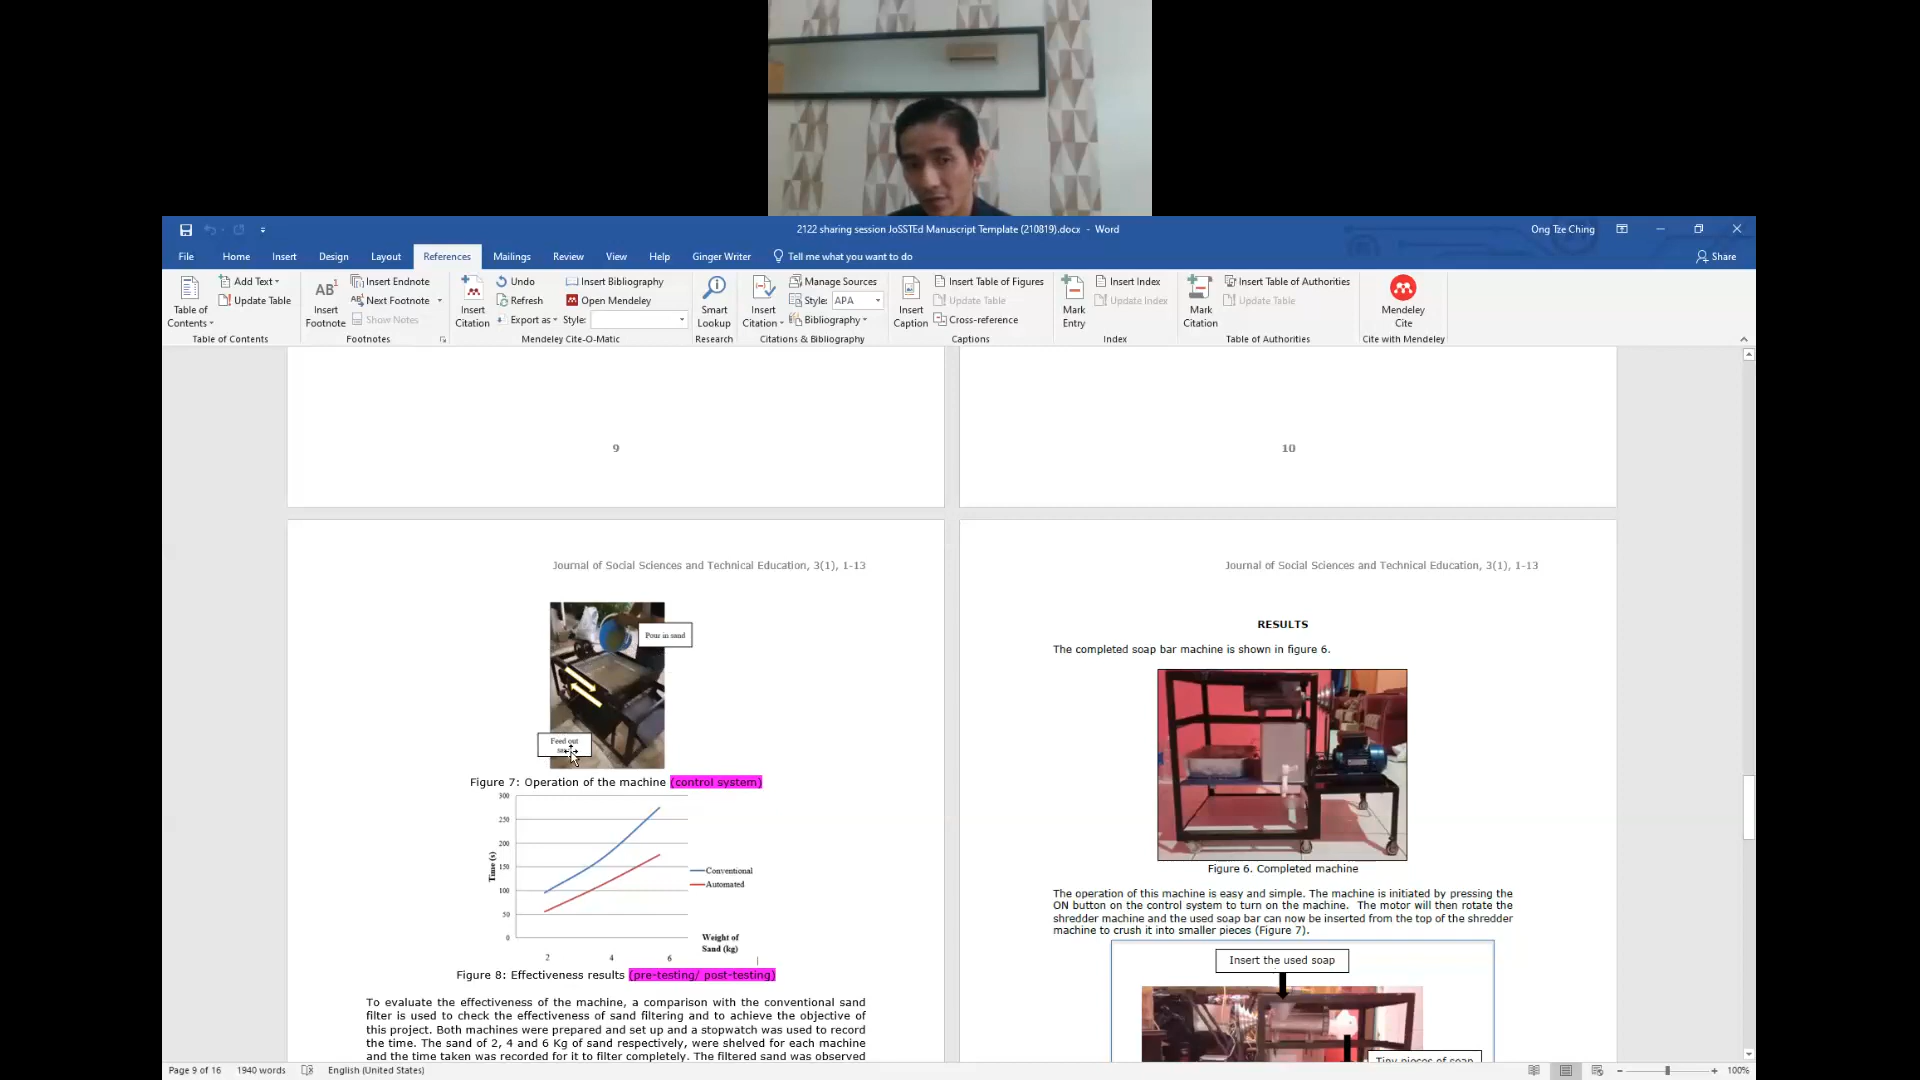 2122 sharing session JoSSTEd Manuscript Template (210819).docx - Word
Ong Tze Ching
File Home Insert Design Layout References Mailings Review View Help Ginger Writer Tell me what you want to do
Share
Table of Contents
Add Text
Update Table
Table of Contents
AB1
Insert Footnote
Insert Endnote
AB1 Next Footnote
Show Notes
Footnotes
Insert Citation
Undo
Refresh
Export as
Insert Bibliography
Open Mendeley
Style:
Mendeley Cite-O-Matic
Smart Lookup
Research
Insert Citation
Manage Sources
Style: APA
Bibliography
Citations & Bibliography
Insert Caption
Insert Table of Figures
Update Table
Cross-reference
Captions
Mark Entry
Insert Index
Update Index
Index
Mark Citation
Insert Table of Authorities
Update Table
Table of Authorities
Mendeley Cite
Cite with Mendeley
9
10
Journal of Social Sciences and Technical Education, 3(1), 1-13
Pour in sand
Feed out
Figure 7: Operation of the machine (control system)
300
250
200
150
100
50
0
Time (s)
Conventional
Automated
Weight of
Sand (kg)
2 4 6
Figure 8: Effectiveness results (pre-testing/ post-testing)
To evaluate the effectiveness of the machine, a comparison with the conventional sand
filter is used to check the effectiveness of sand filtering and to achieve the objective of
this project. Both machines were prepared and set up and a stopwatch was used to record
the time. The sand of 2, 4 and 6 Kg of sand respectively, were shelved for each machine
and the time taken was recorded for it to filter completely. The filtered sand was observed
Journal of Social Sciences and Technical Education, 3(1), 1-13
RESULTS
The completed soap bar machine is shown in figure 6.
Figure 6. Completed machine
The operation of this machine is easy and simple. The machine is initiated by pressing the
ON button on the control system to turn on the machine. The motor will then rotate the
shredder machine and the used soap bar can now be inserted from the top of the shredder
machine to crush it into smaller pieces (Figure 7).
Insert the used soap
Tiny pieces of soap
Page 9 of 16 1940 words English (United States)
100%